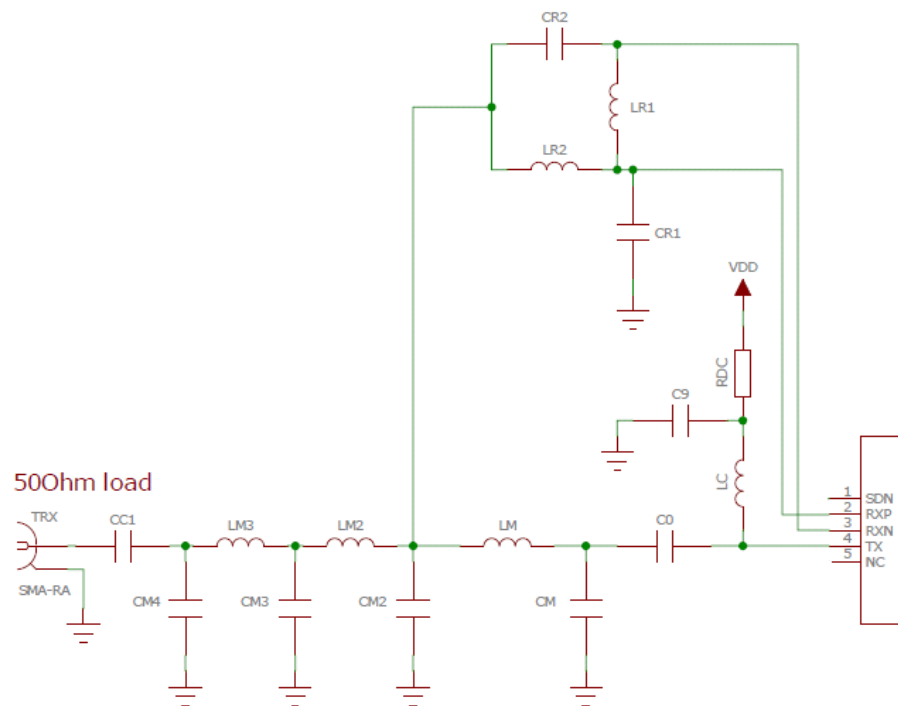 CR2
LR1
LR2
CR1
VDD
RDC
C9
LC
50Ohm load
TRX
CC1
LM3
LM2
LM
C0
SMA-RA
CM4
CM3
CM2
CM
1 SDN
2 RXP
3 RXN
4 TX
5 NC